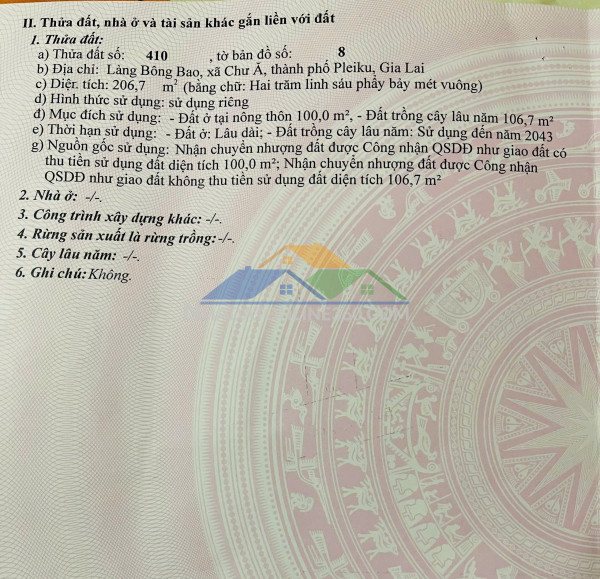 II. Thửa đất, nhà ở và tài sản khác gắn liền với đất
1. Thửa đất:
a) Thửa đất số: 410 , tờ bản đồ số: 8
b) Địa chỉ: Làng Bông Bao, xã Chư Á, thành phố Pleiku, Gia Lai
c) Diện tích: 206,7 m² (bằng chữ: Hai trăm linh sáu phẩy bảy mét vuông)
d) Hình thức sử dụng: sử dụng riêng
đ) Mục đích sử dụng: - Đất ở tại nông thôn 100,0 m², - Đất trồng cây lâu năm 106,7 m²
e) Thời hạn sử dụng: - Đất ở: Lâu dài; - Đất trồng cây lâu năm: Sử dụng đến năm 2043
g) Nguồn gốc sử dụng: Nhận chuyển nhượng đất được Công nhận QSDĐ như giao đất có
thu tiền sử dụng đất diện tích 100,0 m²; Nhận chuyển nhượng đất được Công nhận
QSDĐ như giao đất không thu tiền sử dụng đất diện tích 106,7 m²
2. Nhà ở: -/-.
3. Công trình xây dựng khác: -/-.
4. Rừng sản xuất là rừng trồng: -/-.
5. Cây lâu năm: -/-.
6. Ghi chú: Không.